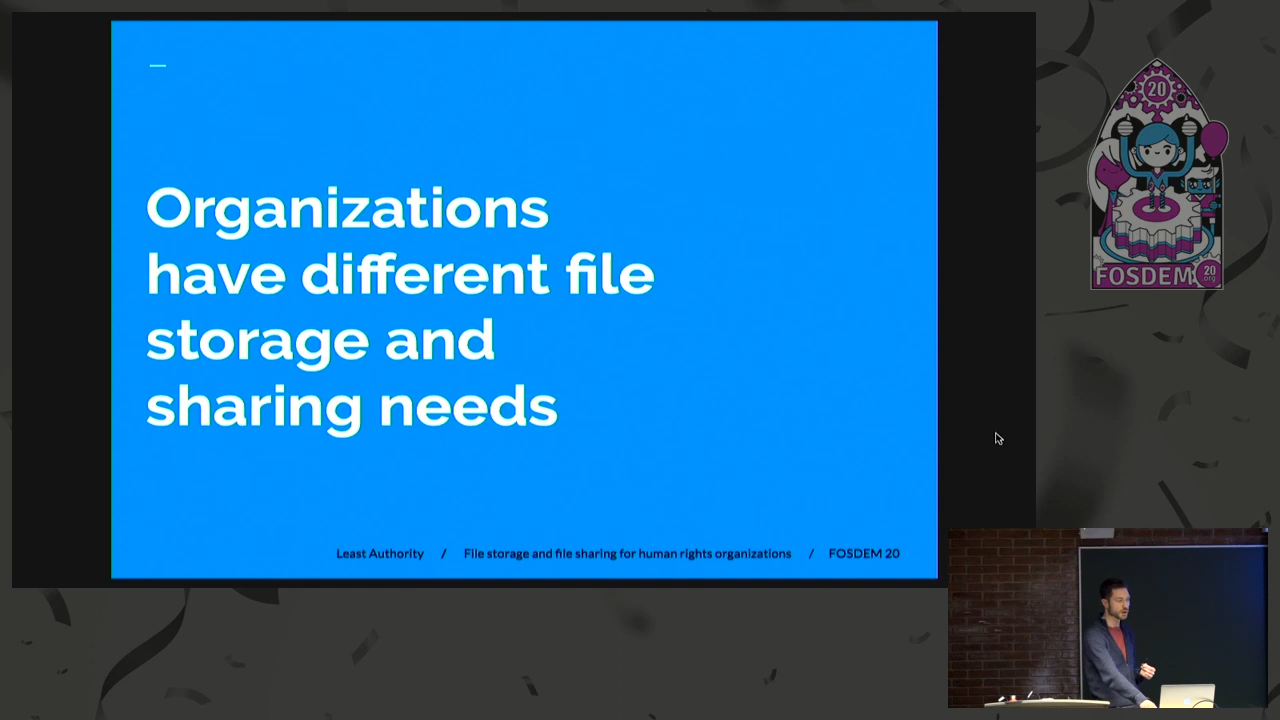 Organizations
have different file
storage and
sharing needs
Least Authority / File storage and file sharing for human rights organizations / FOSDEM 20
20
FOSDEM
20
org